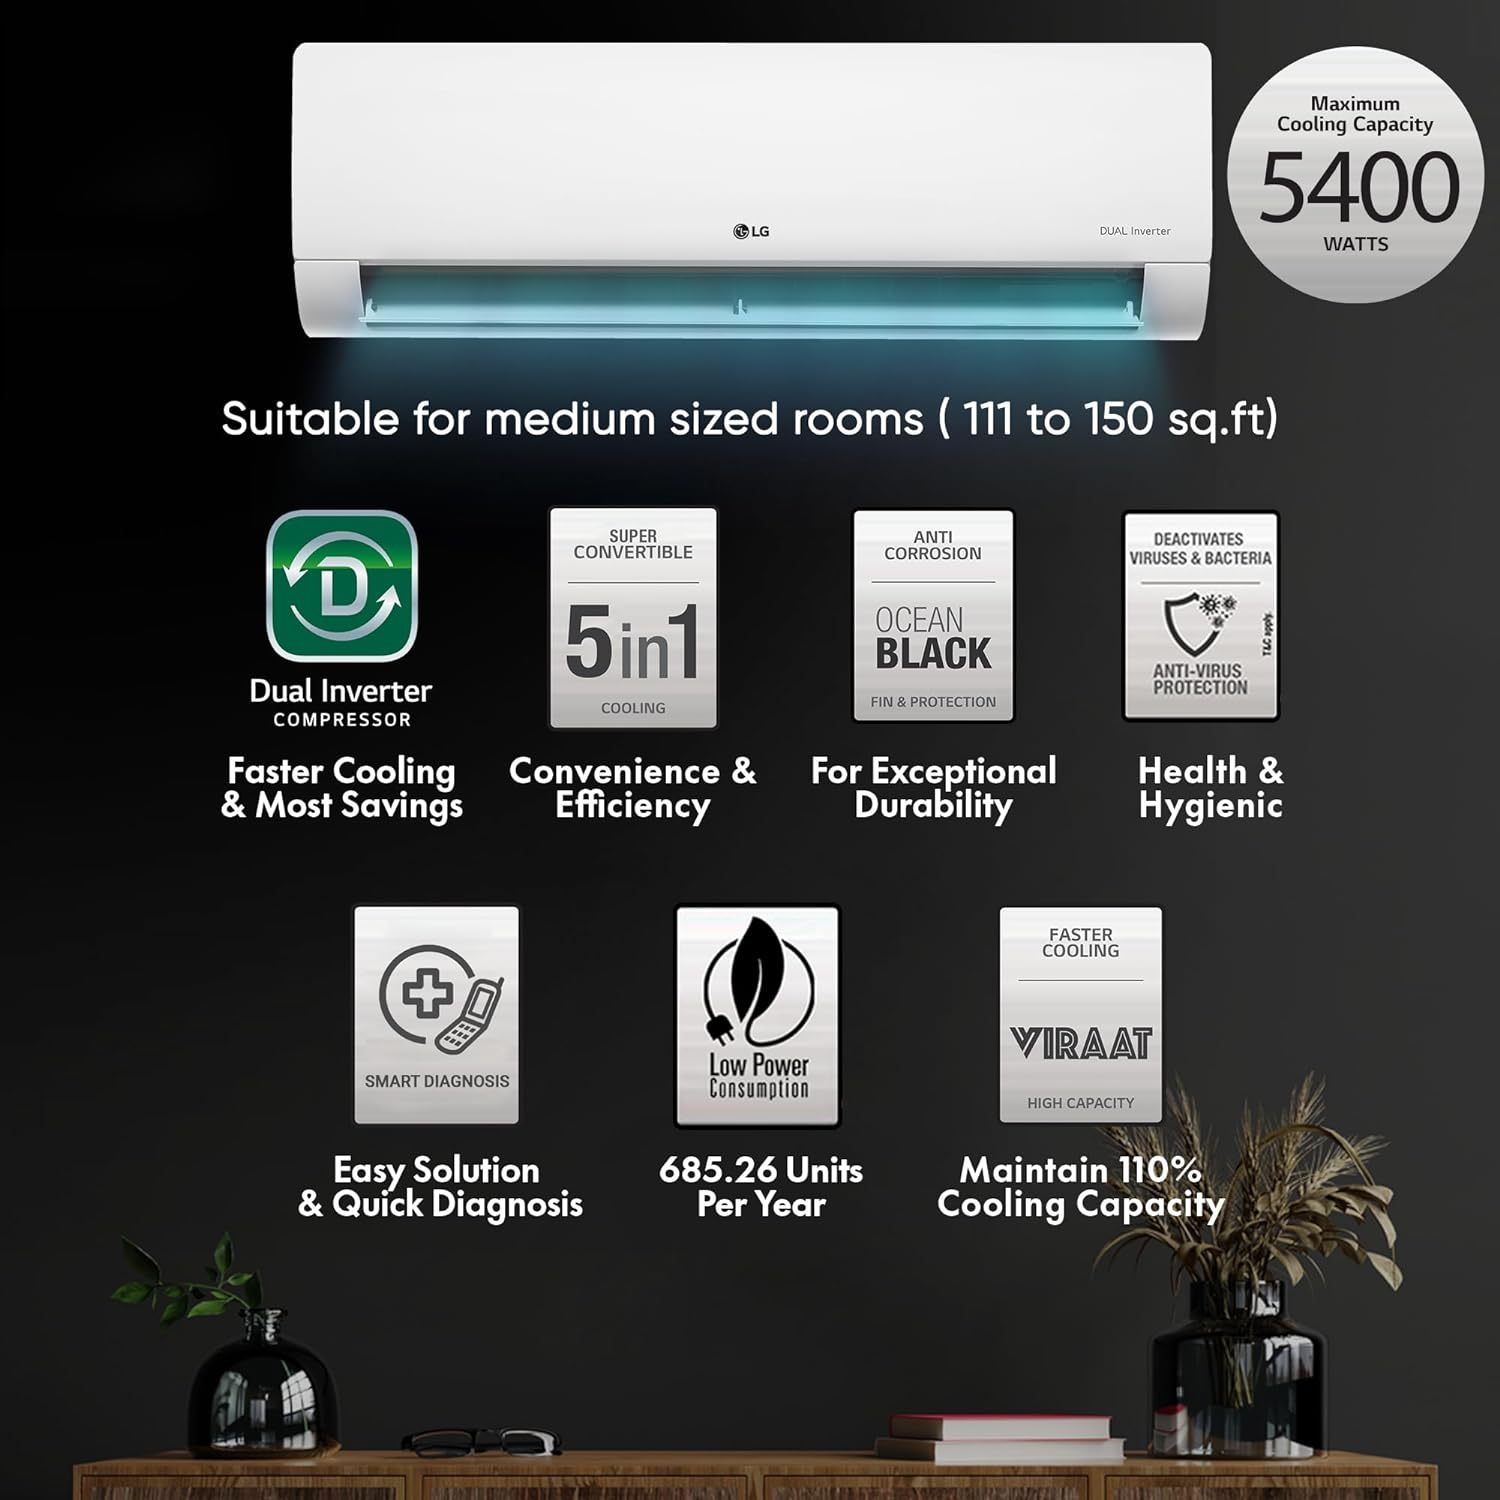 Maximum
Cooling Capacity
5400
WATTS
LG
DUAL Inverter
Suitable for medium sized rooms ( 111 to 150 sq.ft)
D
Dual Inverter
COMPRESSOR
Faster Cooling
& Most Savings
SUPER
CONVERTIBLE
5in1
COOLING
Convenience &
Efficiency
ANTI
CORROSION
OCEAN
BLACK
FIN & PROTECTION
For Exceptional
Durability
DEACTIVATES
VIRUSES & BACTERIA
T&C apply.
ANTI-VIRUS
PROTECTION
Health &
Hygienic
SMART DIAGNOSIS
Easy Solution
& Quick Diagnosis
Low Power
Consumption
685.26 Units
Per Year
FASTER
COOLING
VIRAAT
HIGH CAPACITY
Maintain 110%
Cooling Capacity